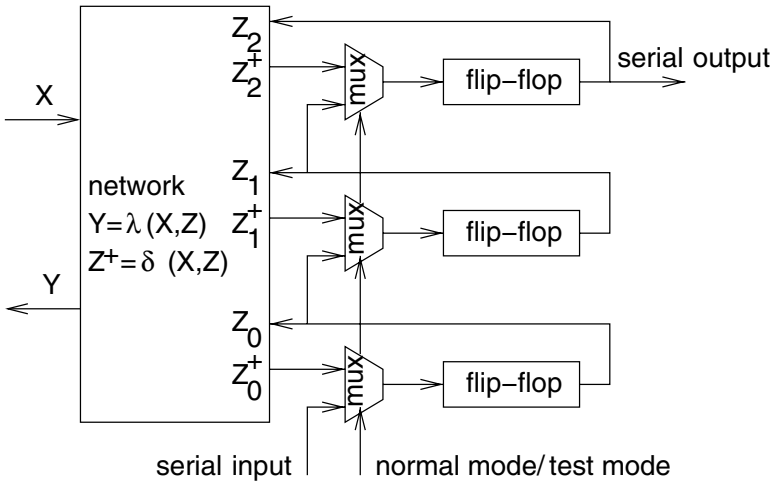 Z2
Z2+
mux
flip−flop
serial output
X
network
Y=λ (X,Z)
Z+=δ (X,Z)
Z1
Z1+
mux
flip−flop
Y
Z0
Z0+
mux
flip−flop
serial input
normal mode/ test mode